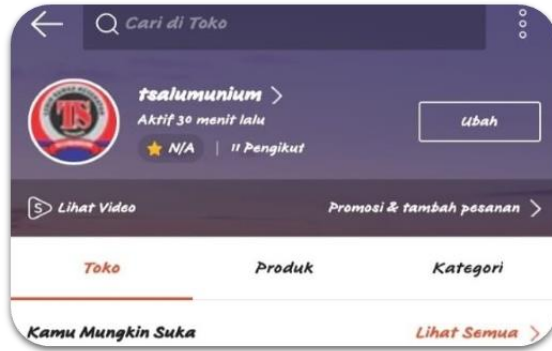 Cari di Toko
TS
tsalumunium >
Aktif 30 menit lalu
Ubah
N/A | 11 Pengikut
Lihat Video
Promosi & tambah pesanan >
Toko Produk Kategori
Kamu Mungkin Suka
Lihat Semua >